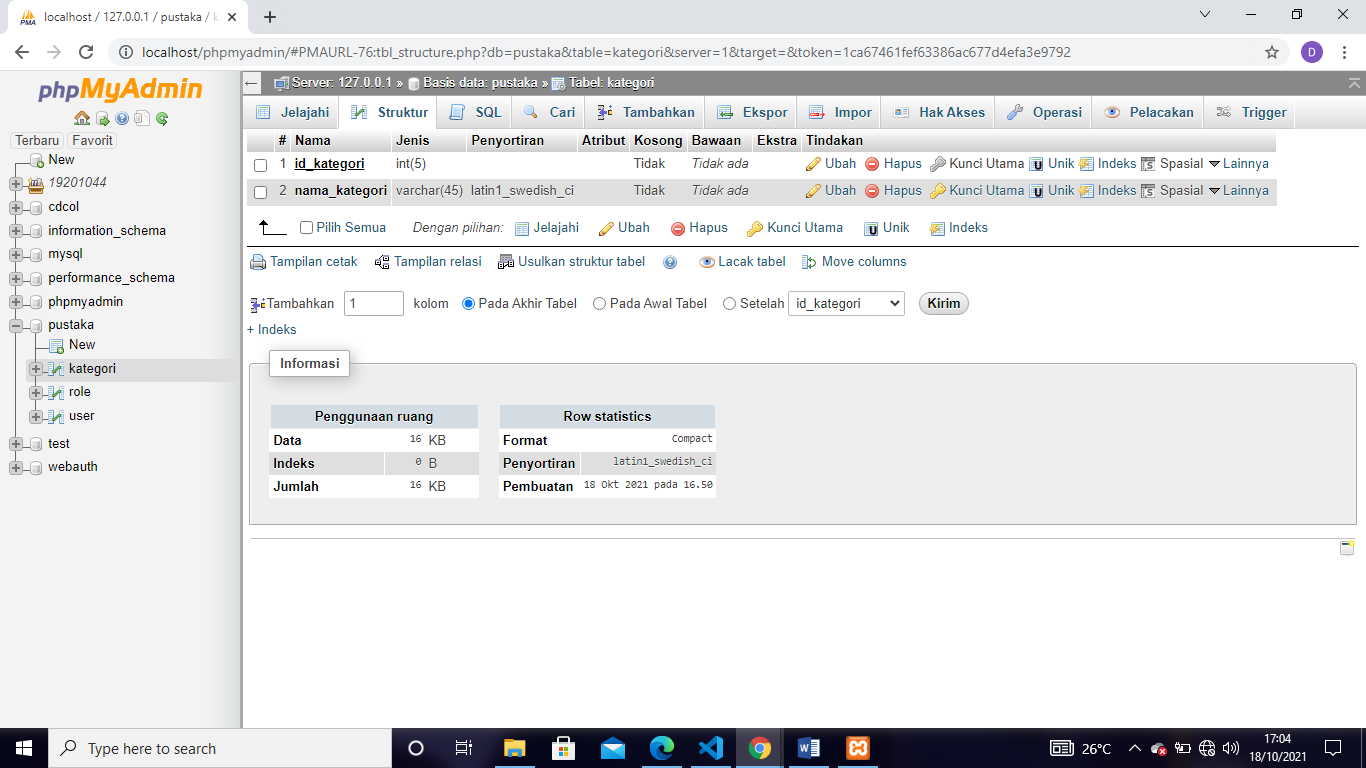 localhost / 127.0.0.1 / pustaka / k
localhost/phpmyadmin/#PMAURL-76:tbl_structure.php?db=pustaka&table=kategori&server=1&target=&token=1ca67461fef63386ac677d4efa3e9792
D
phpMyAdmin
Terbaru Favorit
New
19201044
cdcol
information_schema
mysql
performance_schema
phpmyadmin
pustaka
New
kategori
role
user
test
webauth
Server: 127.0.0.1 » Basis data: pustaka » Tabel: kategori
Jelajahi Struktur SQL Cari Tambahkan Ekspor Impor Hak Akses Operasi Pelacakan Trigger
# Nama Jenis Penyortiran Atribut Kosong Bawaan Ekstra Tindakan
1 id_kategori int(5) Tidak Tidak ada Ubah Hapus Kunci Utama Unik Indeks Spasial Lainnya
2 nama_kategori varchar(45) latin1_swedish_ci Tidak Tidak ada Ubah Hapus Kunci Utama Unik Indeks Spasial Lainnya
Pilih Semua Dengan pilihan: Jelajahi Ubah Hapus Kunci Utama Unik Indeks
Tampilan cetak Tampilan relasi Usulkan struktur tabel Lacak tabel Move columns
Tambahkan 1 kolom Pada Akhir Tabel Pada Awal Tabel Setelah id_kategori Kirim
+ Indeks
Informasi
Penggunaan ruang
Data 16 KB
Indeks 0 B
Jumlah 16 KB
Row statistics
Format Compact
Penyortiran latin1_swedish_ci
Pembuatan 18 Okt 2021 pada 16.50
Type here to search
26°C
17:04
18/10/2021